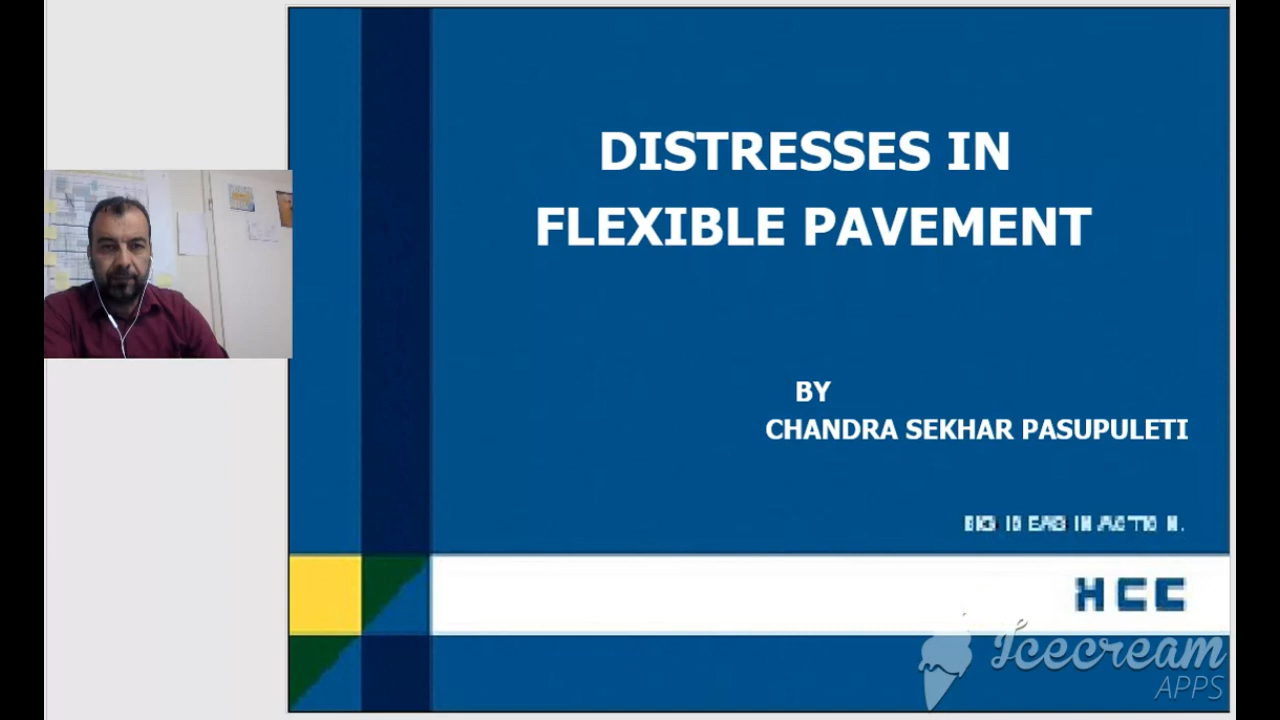 DISTRESSES IN
FLEXIBLE PAVEMENT
BY
CHANDRA SEKHAR PASUPULETI
BIG IDEAS IN ACTION.
HCC
Icecream
APPS